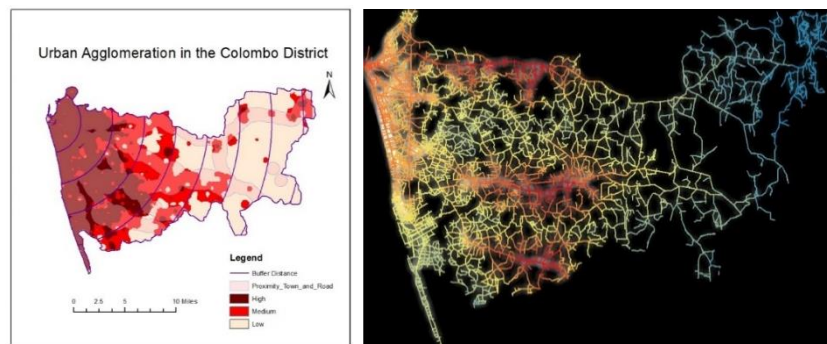 Urban Agglomeration in the Colombo District
N
Legend
Buffer Distance
Proximity_Town_and_Road
High
Medium
Low
0 2.5 5 10 Miles